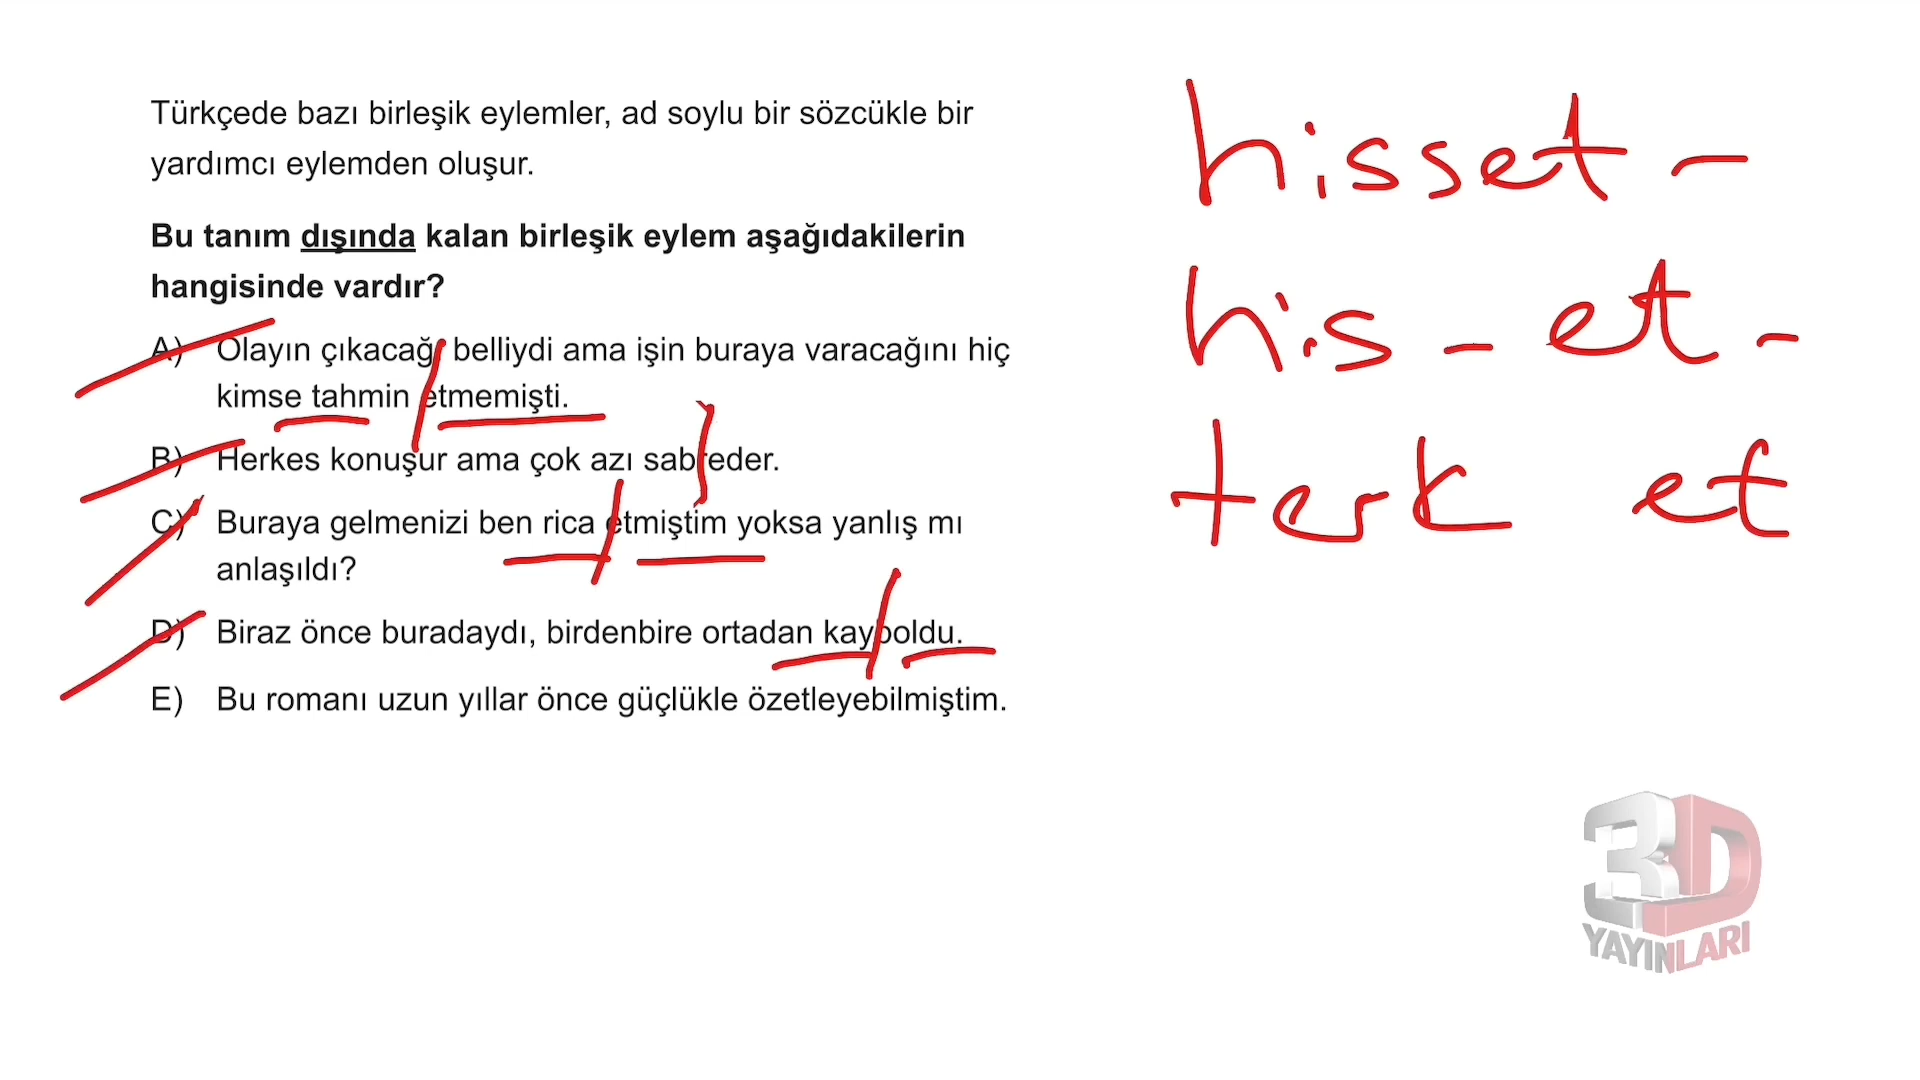 Türkçede bazı birleşik eylemler, ad soylu bir sözcükle bir
yardımcı eylemden oluşur.
Bu tanım dışında kalan birleşik eylem aşağıdakilerin
hangisinde vardır?
A) Olayın çıkacağı belliydi ama işin buraya varacağını hiç
kimse tahmin etmemişti.
B) Herkes konuşur ama çok azı sabreder.
C) Buraya gelmenizi ben rica etmiştim yoksa yanlış mı
anlaşıldı?
D) Biraz önce buradaydı, birdenbire ortadan kayboldu.
E) Bu romanı uzun yıllar önce güçlükle özetleyebilmiştim.
hisset -
his - et -
terk et
3D
YAYINLARI